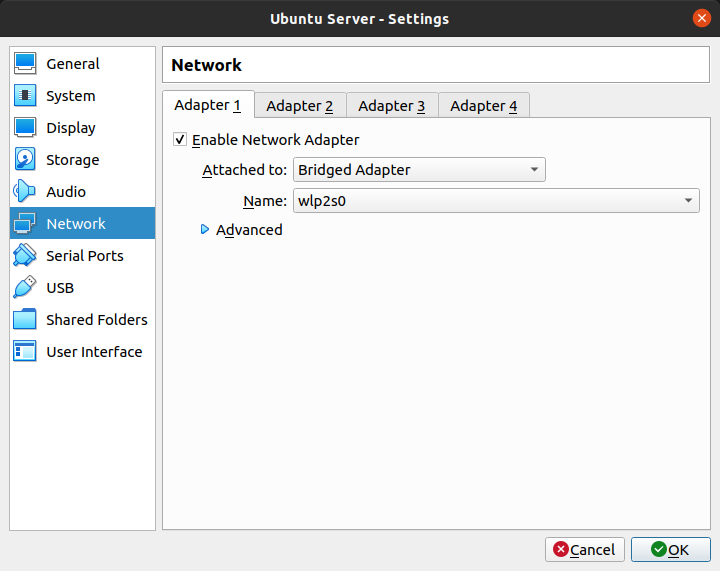 Ubuntu Server - Settings
General
System
Display
Storage
Audio
Network
Serial Ports
USB
Shared Folders
User Interface
Network
Adapter 1 Adapter 2 Adapter 3 Adapter 4
Enable Network Adapter
Attached to: Bridged Adapter
Name: wlp2s0
Advanced
Cancel OK